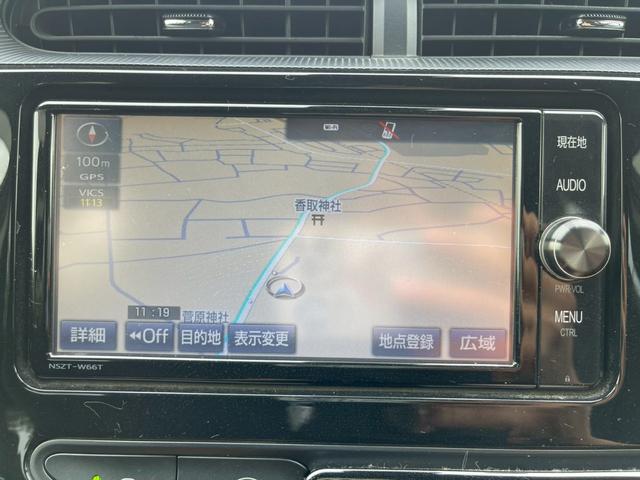 Wi-Fi
100m
GPS
VICS
11:13
香取神社
11:19
菅原神社
詳細
◀◀Off
目的地
表示変更
地点登録
広域
NSZT-W66T
現在地
AUDIO
PWR·VOL
MENU
CTRL